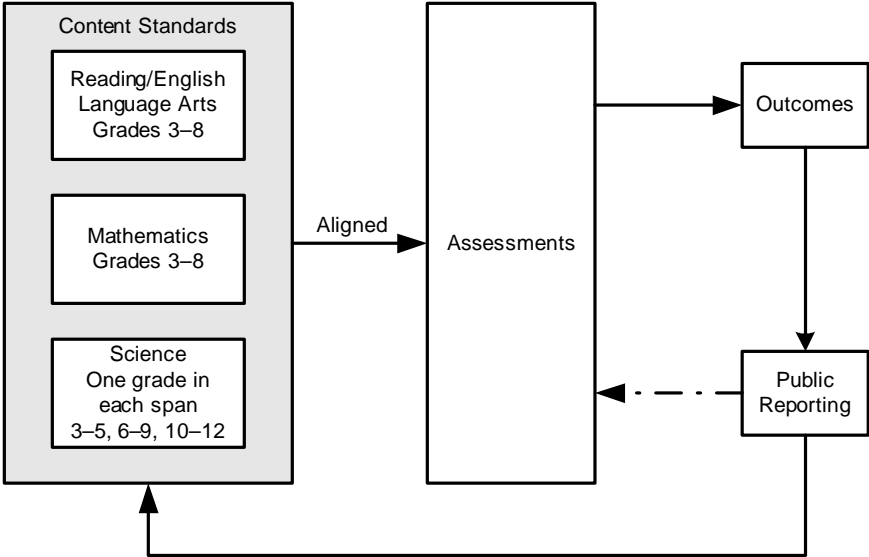 Content Standards
Reading/English
Language Arts
Grades 3–8
Mathematics
Grades 3–8
Science
One grade in
each span
3–5, 6–9, 10–12
Aligned
Assessments
Outcomes
Public
Reporting